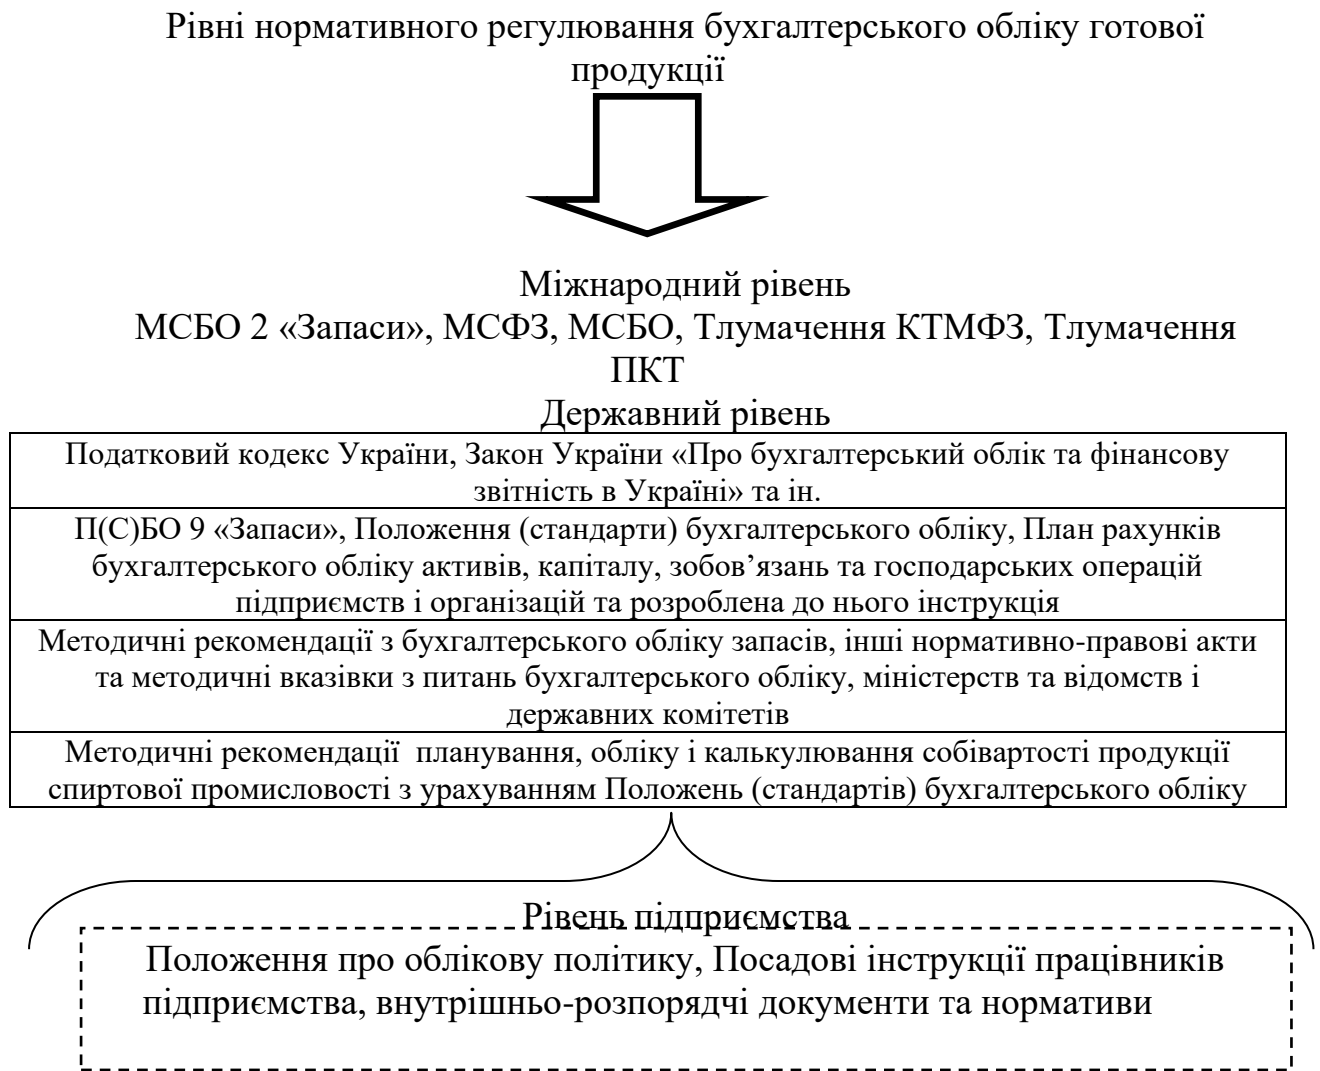 Рівні нормативного регулювання бухгалтерського обліку готової
продукції
Міжнародний рівень
МСБО 2 «Запаси», МСФЗ, МСБО, Тлумачення КТМФЗ, Тлумачення
ПКТ
Державний рівень
Податковий кодекс України, Закон України «Про бухгалтерський облік та фінансову
звітність в Україні» та ін.
П(С)БО 9 «Запаси», Положення (стандарти) бухгалтерського обліку, План рахунків
бухгалтерського обліку активів, капіталу, зобов’язань та господарських операцій
підприємств і організацій та розроблена до нього інструкція
Методичні рекомендації з бухгалтерського обліку запасів, інші нормативно-правові акти
та методичні вказівки з питань бухгалтерського обліку, міністерств та відомств і
державних комітетів
Методичні рекомендації планування, обліку і калькулювання собівартості продукції
спиртової промисловості з урахуванням Положень (стандартів) бухгалтерського обліку
Рівень підприємства
Положення про облікову політику, Посадові інструкції працівників
підприємства, внутрішньо-розпорядчі документи та нормативи